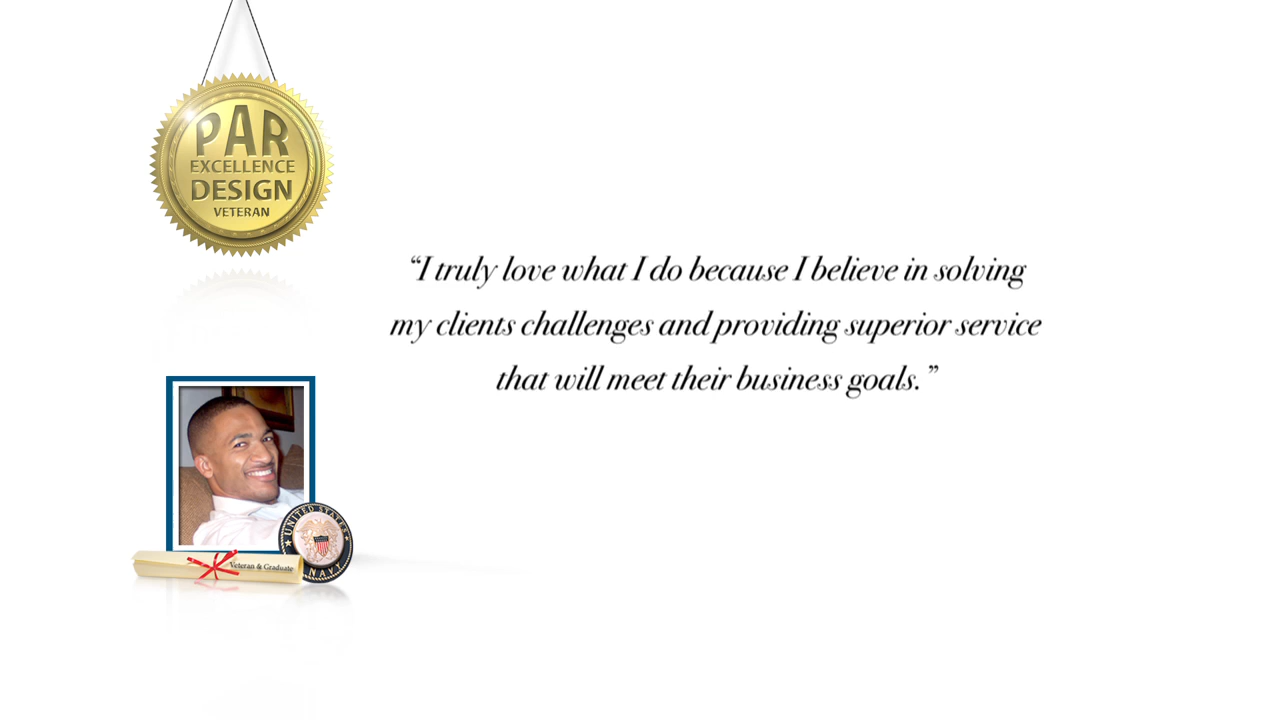 PAR
EXCELLENCE
DESIGN
VETERAN
“I truly love what I do because I believe in solving
my clients challenges and providing superior service
that will meet their business goals.”
UNITED STATES
NAVY
Veteran & Graduate